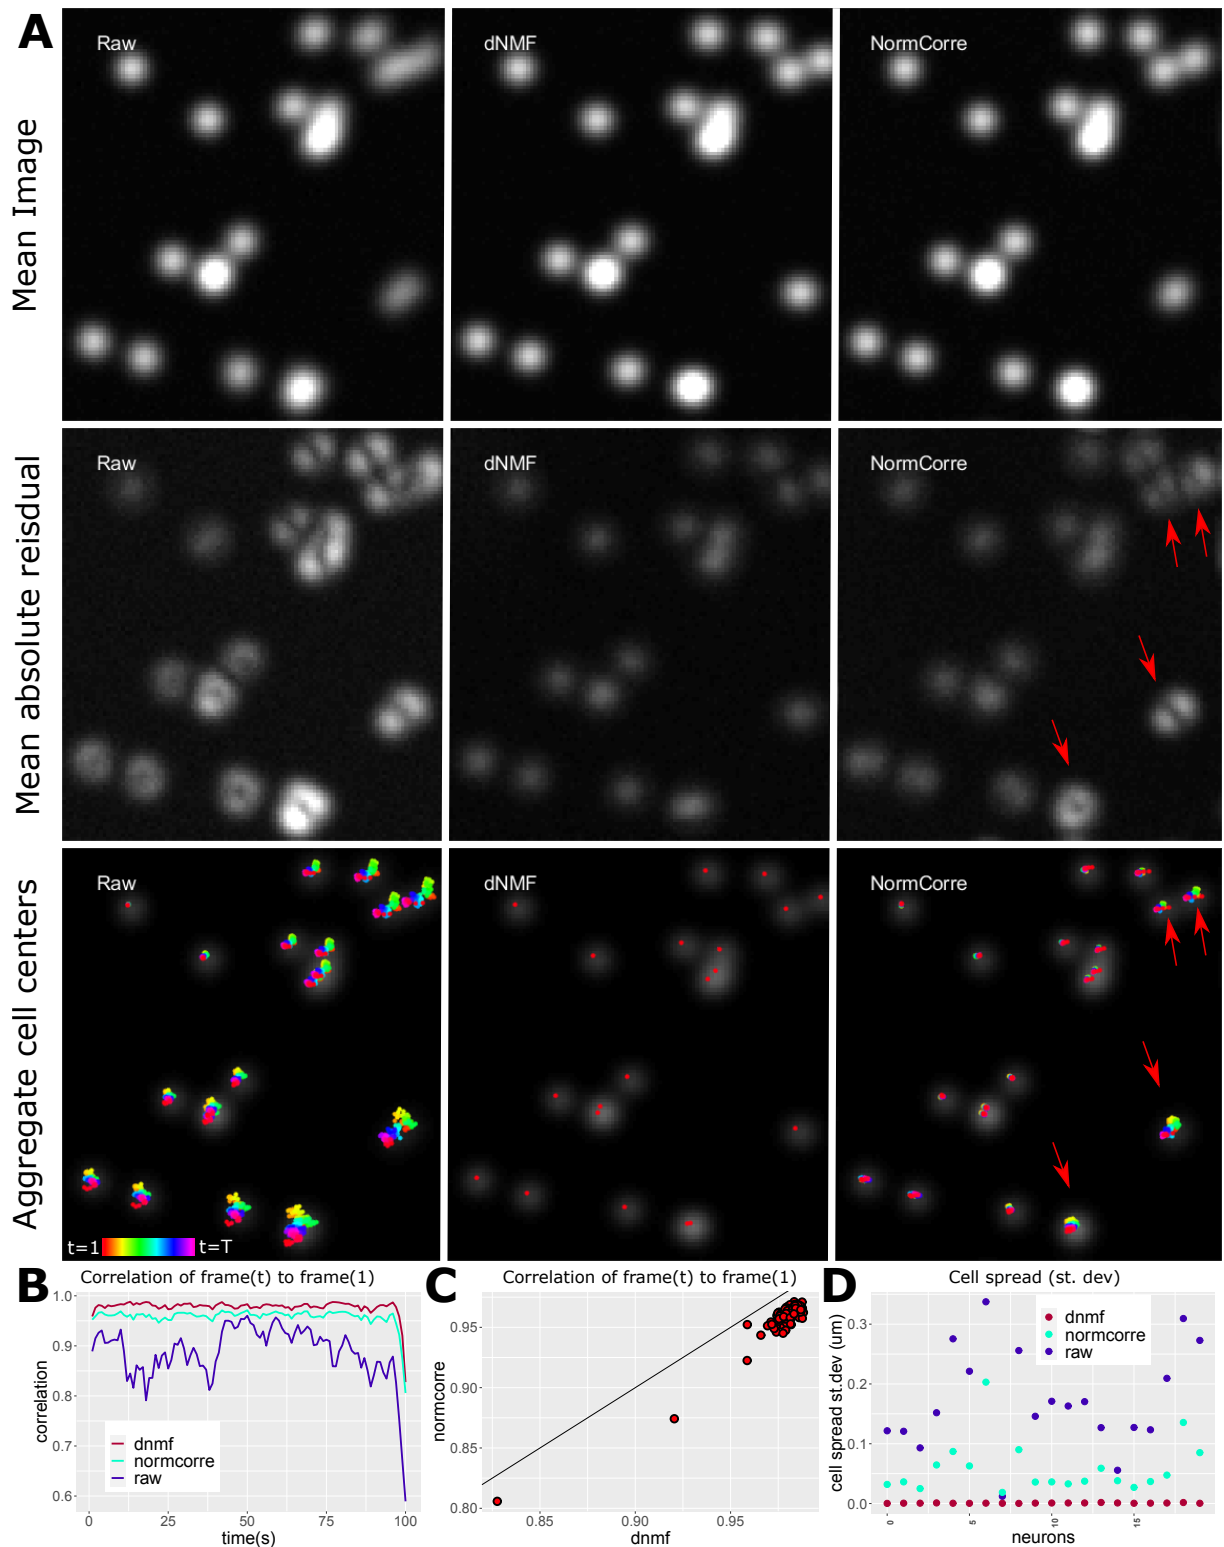 A
Raw
dNMF
NormCorre
Mean Image
Raw
dNMF
NormCorre
Mean absolute reisdual
Raw
dNMF
NormCorre
Aggregate cell centers
t=1
t=T
B
Correlation of frame(t) to frame(1)
1.0
0.9
0.8
0.7
0.6
correlation
dnmf
normcorre
raw
0
25
50
75
100
time(s)
C
Correlation of frame(t) to frame(1)
0.95
0.90
0.85
0.80
normcorre
0.85
0.90
0.95
dnmf
D
Cell spread (st. dev)
0.3
0.2
0.1
0.0
cell spread st.dev (um)
dnmf
normcorre
raw
0
5
10
15
neurons